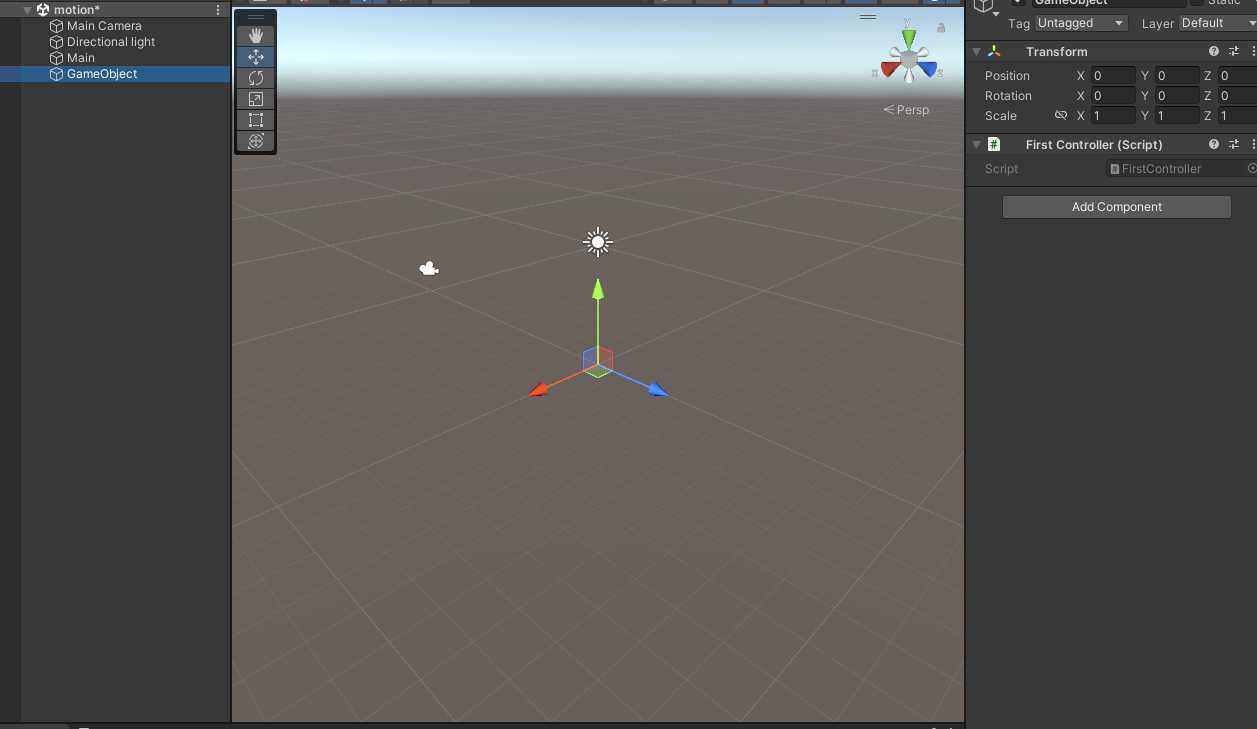 motion*
Main Camera
Directional light
Main
GameObject
y
x
z
Persp
GameObject
Static
Tag Untagged Layer Default
Transform
Position X 0 Y 0 Z 0
Rotation X 0 Y 0 Z 0
Scale X 1 Y 1 Z 1
# First Controller (Script)
Script # FirstController
Add Component